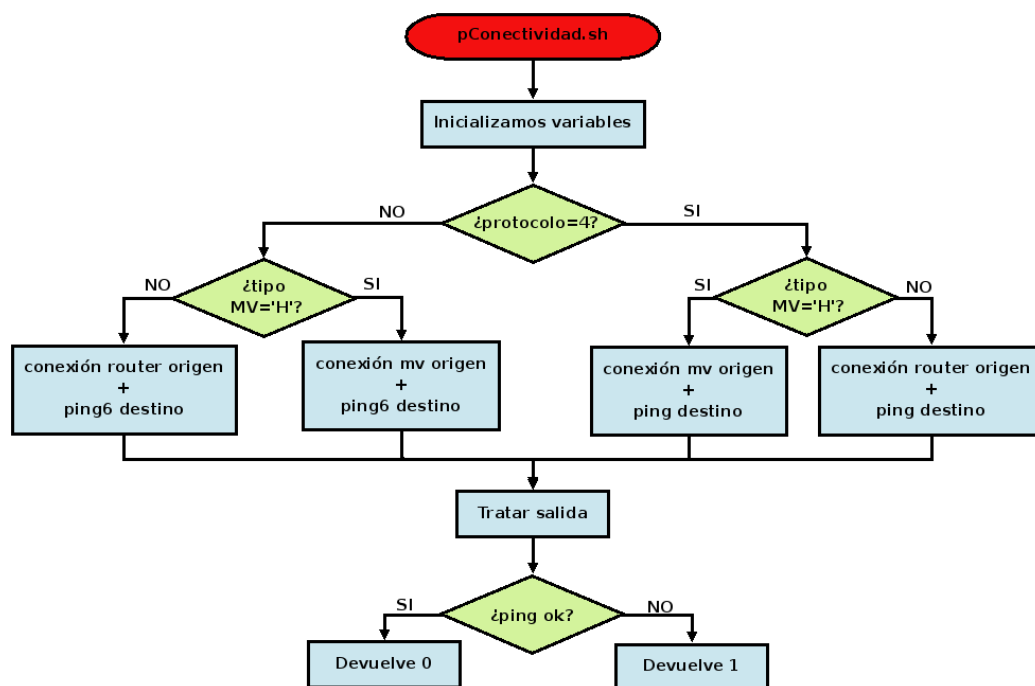 pConectividad.sh
Inicializamos variables
¿protocolo=4?
NO
SI
¿tipo
MV='H'?
NO
SI
¿tipo
MV='H'?
SI
NO
conexión router origen
+
ping6 destino
conexión mv origen
+
ping6 destino
conexión mv origen
+
ping destino
conexión router origen
+
ping destino
Tratar salida
¿ping ok?
SI
NO
Devuelve 0
Devuelve 1